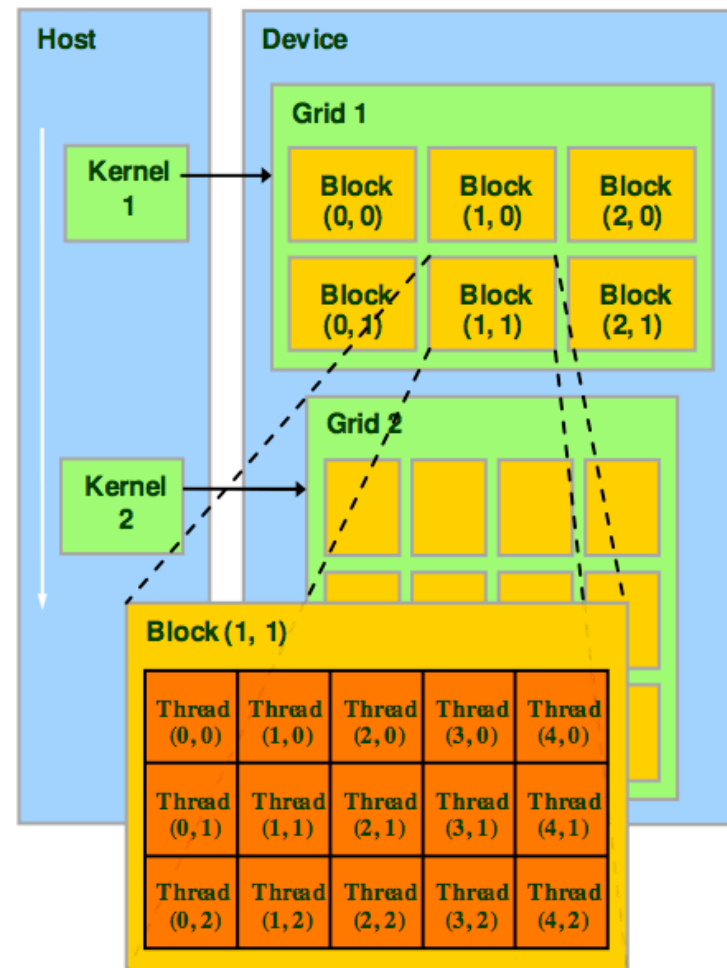 Host
Device
Grid 1
Kernel
1
Block
(0, 0)
Block
(1, 0)
Block
(2, 0)
Block
(0, 1)
Block
(1, 1)
Block
(2, 1)
Grid 2
Kernel
2
Block (1, 1)
Thread
(0, 0)
Thread
(1, 0)
Thread
(2, 0)
Thread
(3, 0)
Thread
(4, 0)
Thread
(0, 1)
Thread
(1, 1)
Thread
(2, 1)
Thread
(3, 1)
Thread
(4, 1)
Thread
(0, 2)
Thread
(1, 2)
Thread
(2, 2)
Thread
(3, 2)
Thread
(4, 2)